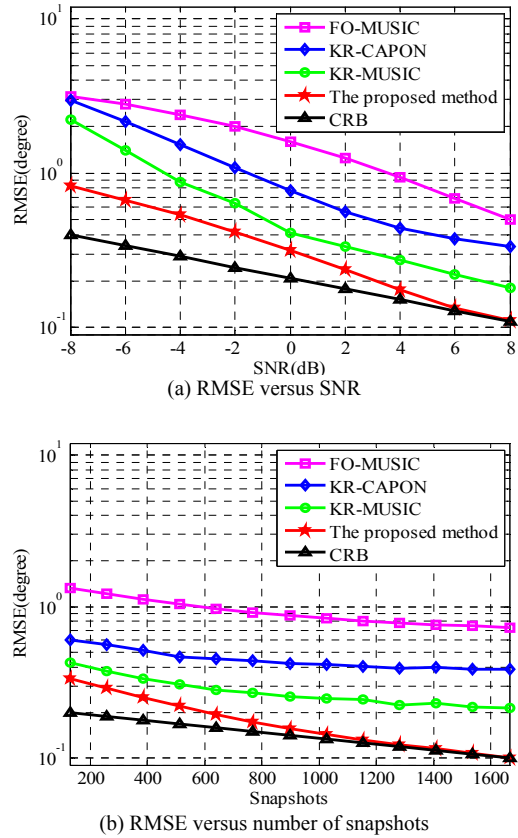 10^1
FO-MUSIC
KR-CAPON
KR-MUSIC
The proposed method
CRB
RMSE(degree)
10^0
10^-1
-8 -6 -4 -2 0 2 4 6 8
SNR(dB)
(a) RMSE versus SNR
10^1
FO-MUSIC
KR-CAPON
KR-MUSIC
The proposed method
CRB
RMSE(degree)
10^0
10^-1
200 400 600 800 1000 1200 1400 1600
Snapshots
(b) RMSE versus number of snapshots